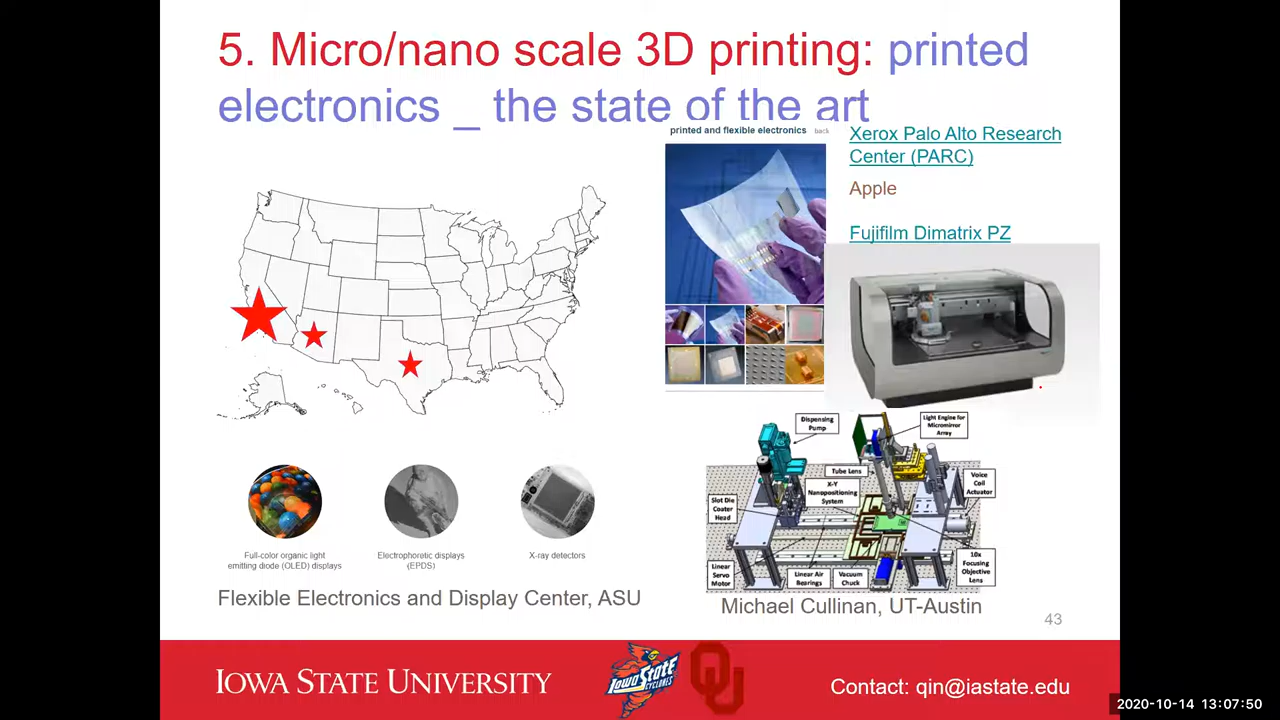 5. Micro/nano scale 3D printing: printed
electronics _ the state of the art
printed and flexible electronics back
Xerox Palo Alto Research
Center (PARC)
Apple
Fujifilm Dimatrix PZ
Full-color organic light
emitting diode (OLED) displays
Electrophoretic displays
(EPDS)
X-ray detectors
Flexible Electronics and Display Center, ASU
Dispensing
Pump
Light Engine for
Micromirror
Array
Tube Lens
X-Y
Nanopositioning
System
Voice
Coil
Actuator
Slot Die
Coater
Head
Linear
Servo
Motor
Linear Air
Bearings
Vacuum
Chuck
10x
Focusing
Objective
Lens
Michael Cullinan, UT-Austin
43
IOWA STATE UNIVERSITY
IOWA STATE
CYCLONES
OU
Contact: qin@iastate.edu
2020-10-14 13:07:50